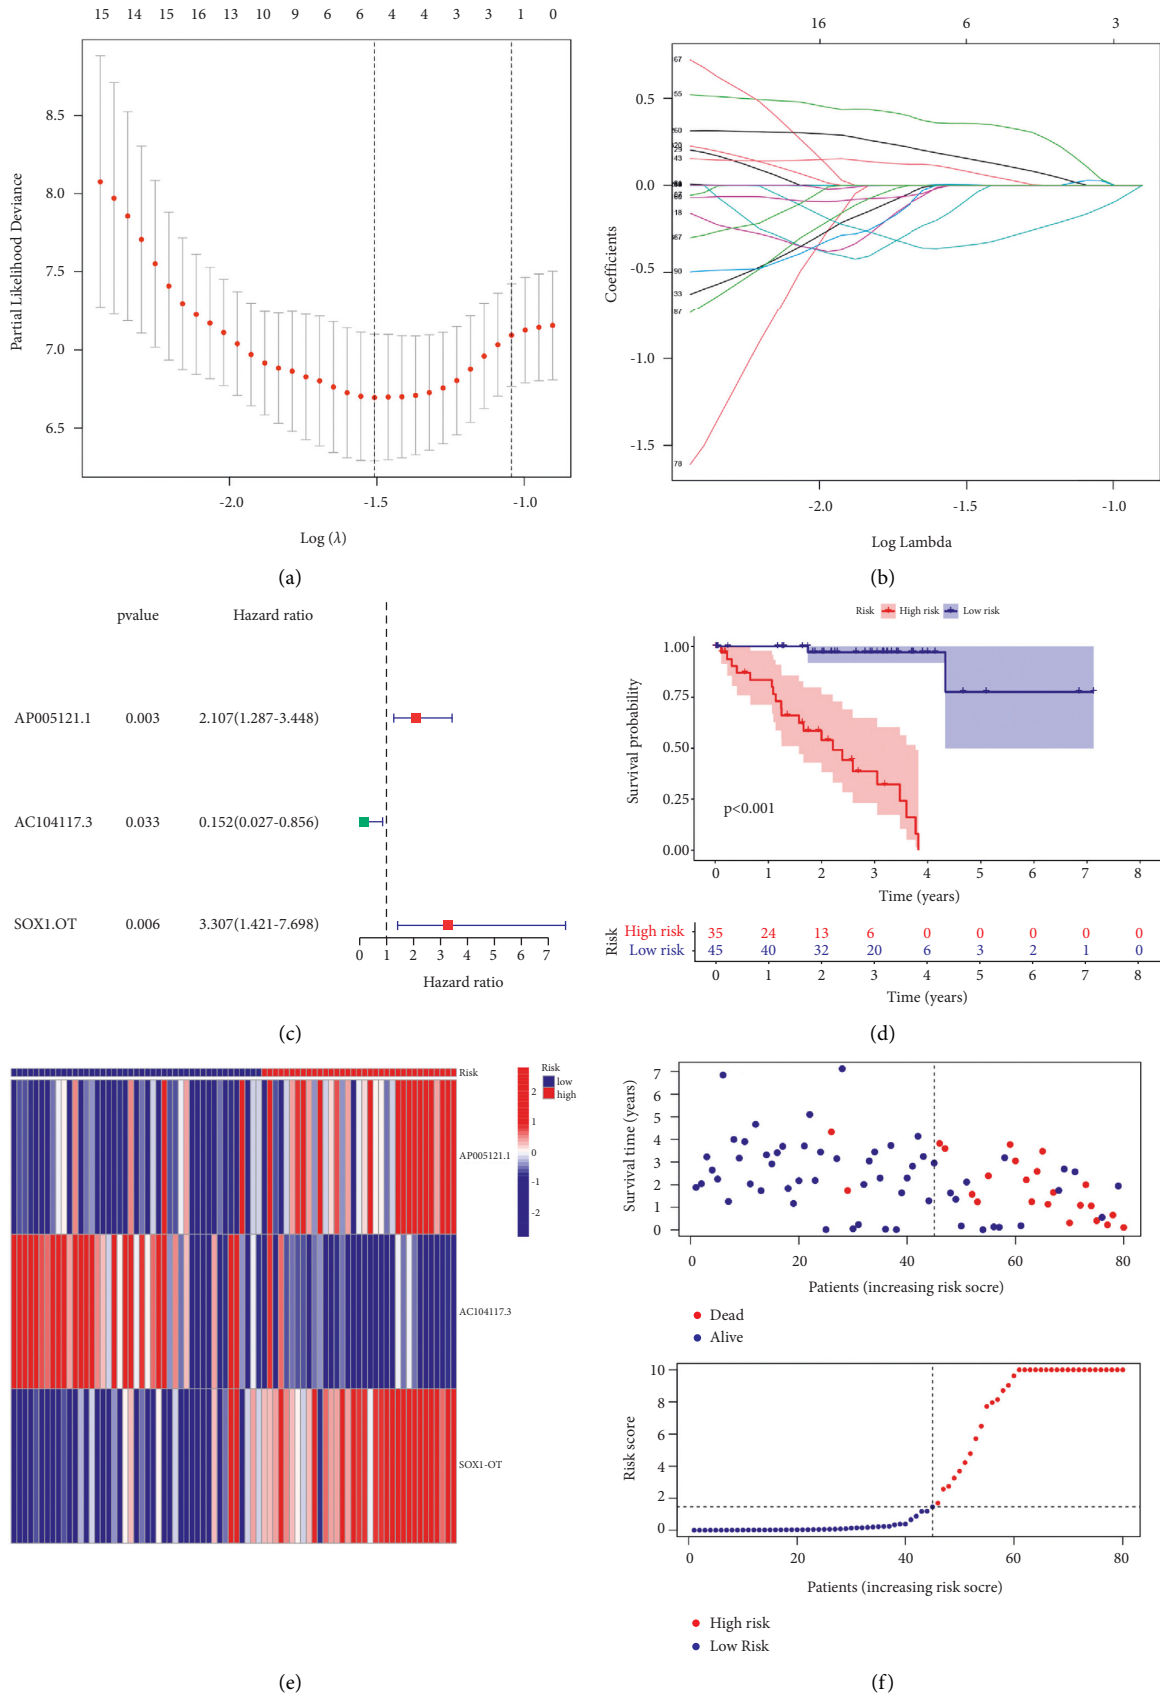 15 14 15 16 13 10 9 6 6 4 4 3 3 1 0
8.5
8.0
7.5
7.0
6.5
Partial Likelihood Deviance
-2.0 -1.5 -1.0
Log (λ)
(a)
16 6 3
67
55
60
43
18
90
33
87
78
0.5
0.0
-0.5
-1.0
-1.5
Coefficients
-2.0 -1.5 -1.0
Log Lambda
(b)
pvalue Hazard ratio
AP005121.1 0.003 2.107(1.287-3.448)
AC104117.3 0.033 0.152(0.027-0.856)
SOX1.OT 0.006 3.307(1.421-7.698)
0 1 2 3 4 5 6 7
Hazard ratio
(c)
Risk High risk Low risk
1.00
0.75
0.50
0.25
0.00
Survival probability
p<0.001
0 1 2 3 4 5 6 7 8
Time (years)
Risk
High risk 35 24 13 6 0 0 0 0 0
Low risk 45 40 32 20 6 3 2 1 0
0 1 2 3 4 5 6 7 8
Time (years)
(d)
Risk
AP005121.1
AC104117.3
SOX1-OT
2
1
0
-1
-2
Risk
low
high
(e)
7
6
5
4
3
2
1
0
Survival time (years)
0 20 40 60 80
Patients (increasing risk socre)
Dead
Alive
10
8
6
4
2
0
Risk score
0 20 40 60 80
Patients (increasing risk socre)
High risk
Low Risk
(f)